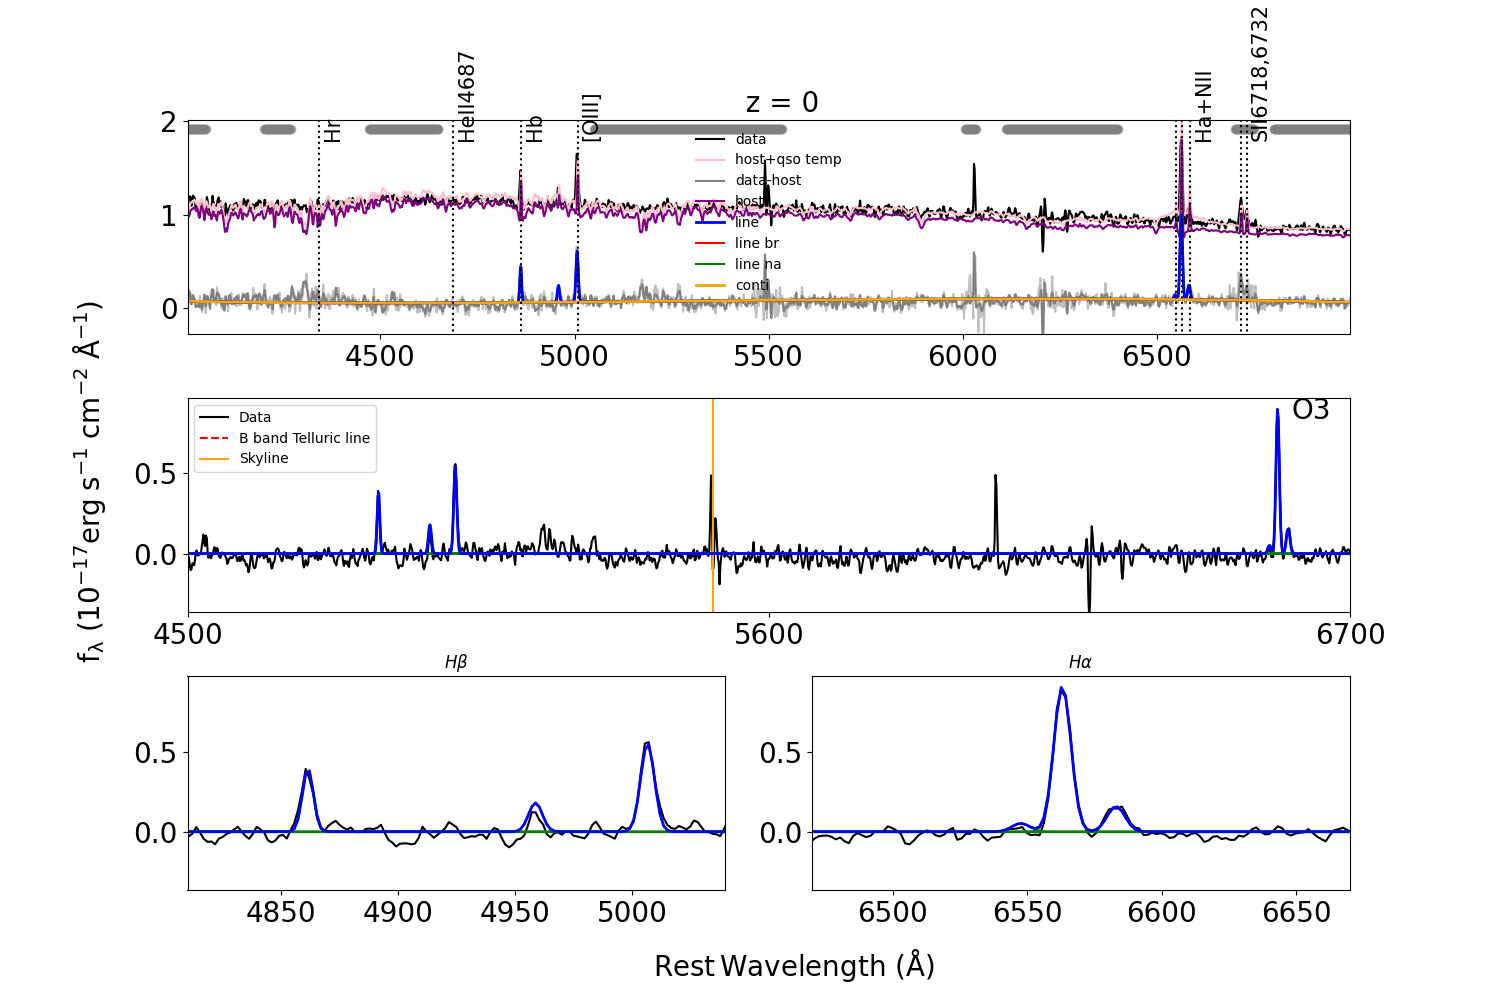 z = 0
Hr
HeII4687
Hb
[OIII]
Ha+NII
SII6718,6732
2
1
0
data
host+qso temp
data-host
host
line
line br
line na
conti
4500
5000
5500
6000
6500
f_λ (10⁻¹⁷erg s⁻¹ cm⁻² Å⁻¹)
Data
B band Telluric line
Skyline
O3
0.5
0.0
4500
5600
6700
Hβ
0.5
0.0
4850
4900
4950
5000
Hα
0.5
0.0
6500
6550
6600
6650
Rest Wavelength (Å)